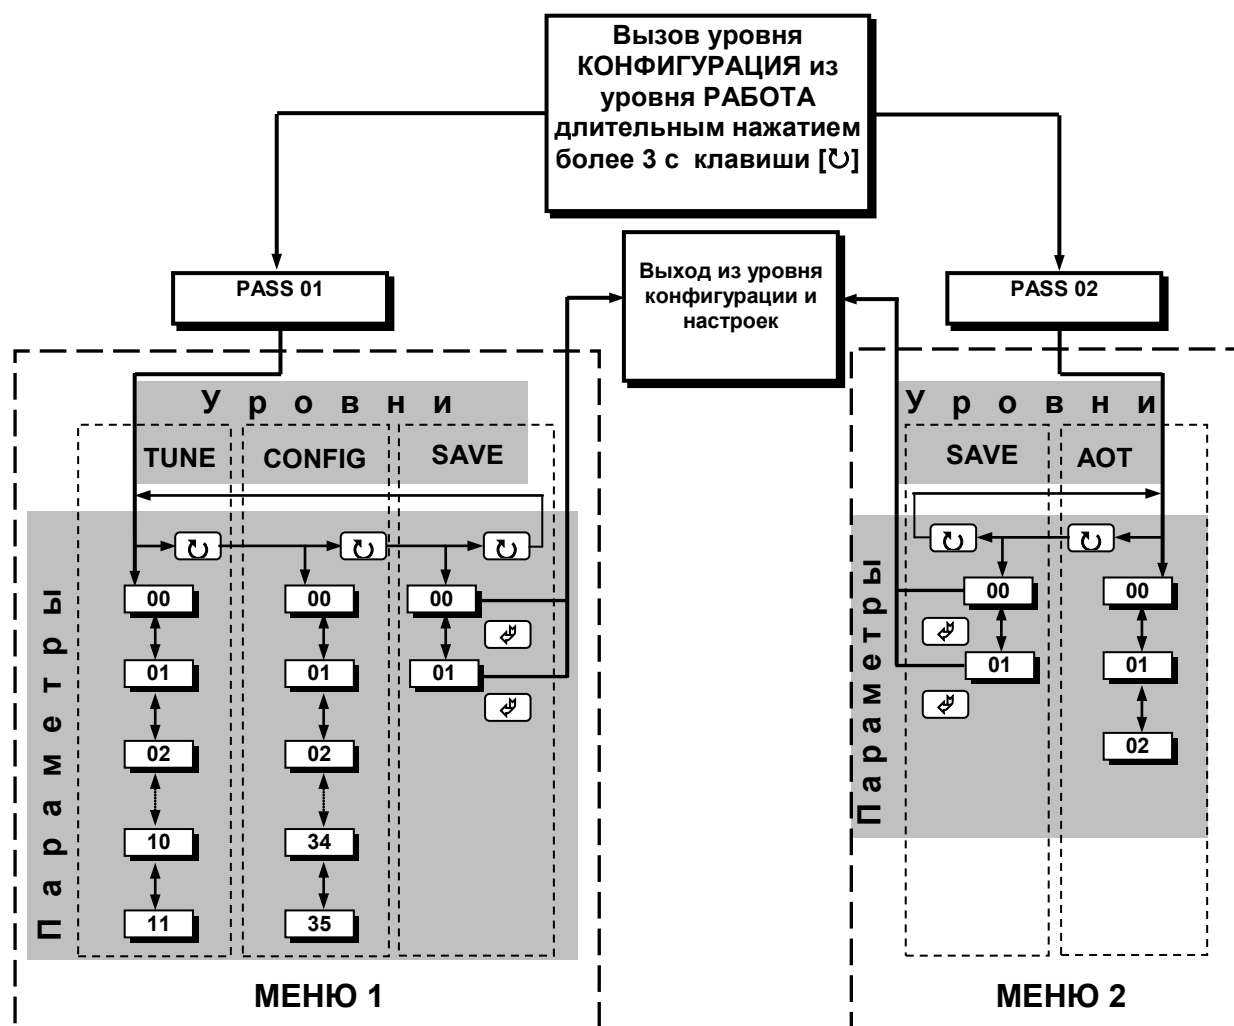 Вызов уровня
КОНФИГУРАЦИЯ из
уровня РАБОТА
длительным нажатием
более 3 с клавиши [↻]
Выход из уровня
конфигурации и
настроек
PASS 01
PASS 02
Уровни
TUNE
CONFIG
SAVE
Параметры
00
00
00
01
01
01
02
02
10
34
11
35
МЕНЮ 1
Уровни
SAVE
AOT
Параметры
00
00
01
01
02
МЕНЮ 2